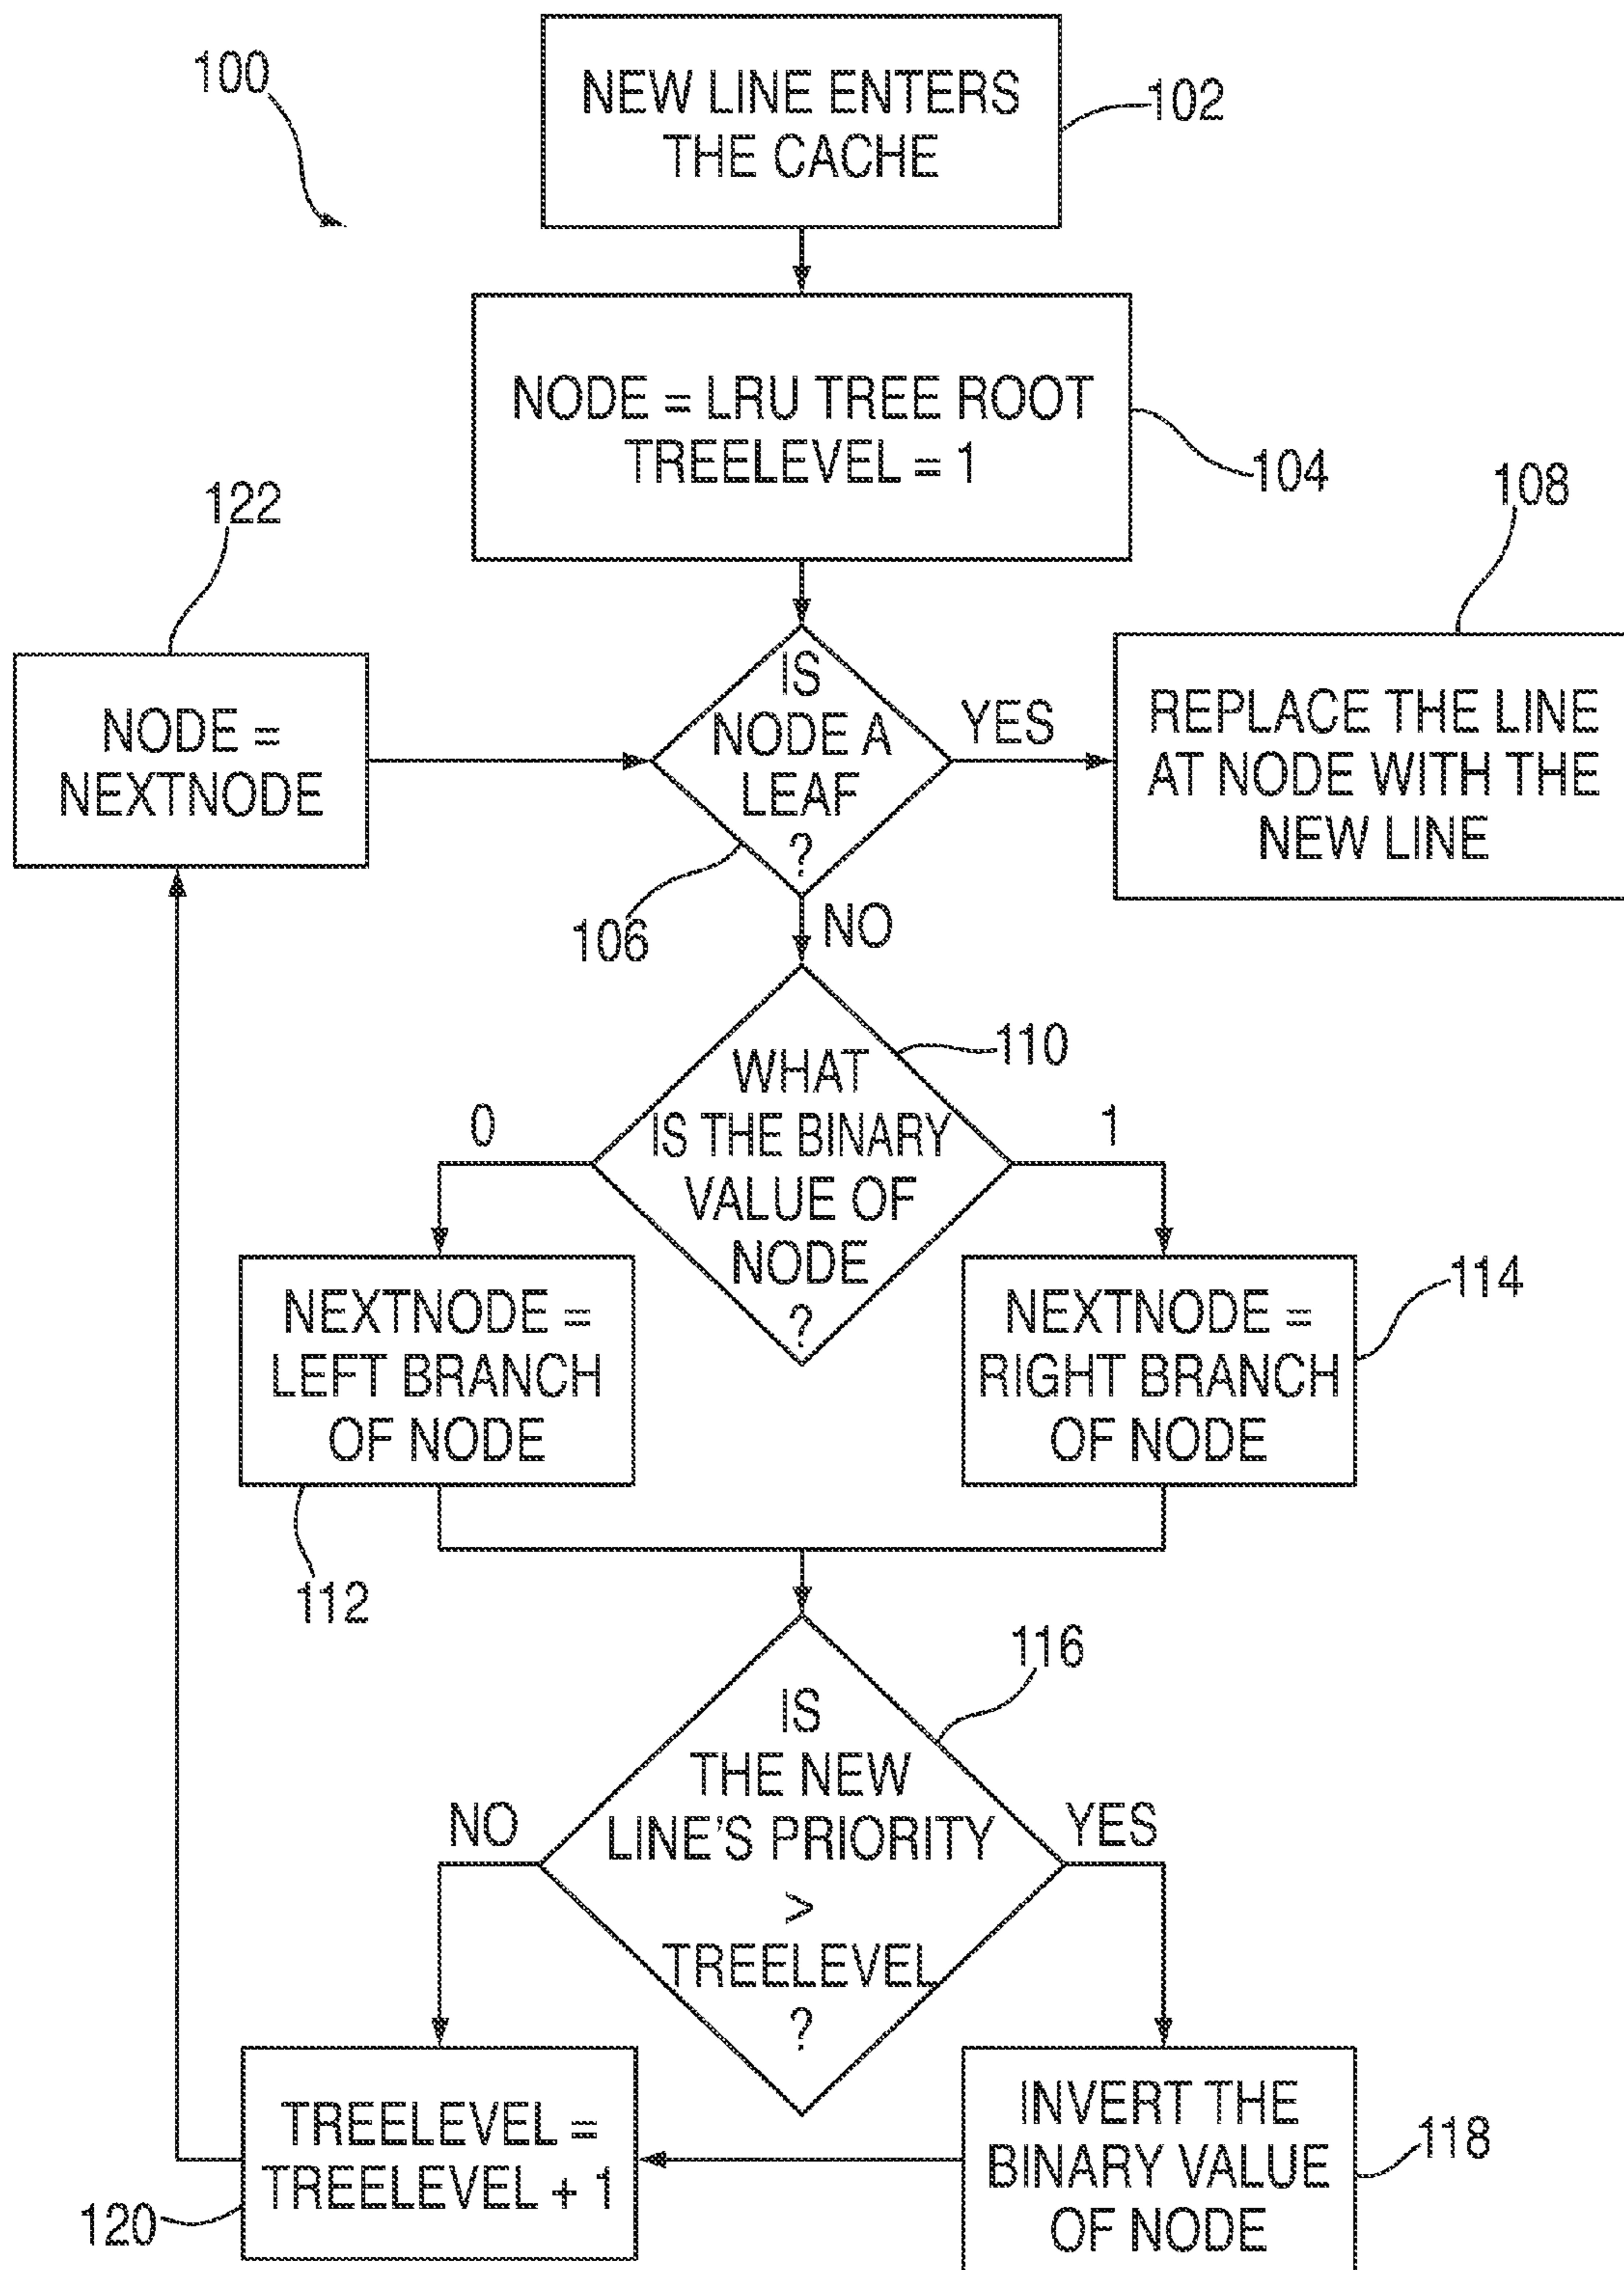 100
NEW LINE ENTERS
THE CACHE
102
NODE = LRU TREE ROOT
TREELEVEL = 1
104
108
122
NODE =
NEXTNODE
IS
NODE A
LEAF
?
YES
REPLACE THE LINE
AT NODE WITH THE
NEW LINE
106
NO
110
WHAT
IS THE BINARY
VALUE OF
NODE
?
0
1
NEXTNODE =
LEFT BRANCH
OF NODE
112
NEXTNODE =
RIGHT BRANCH
OF NODE
114
116
IS
THE NEW
LINE'S PRIORITY
>
TREELEVEL
?
NO
YES
TREELEVEL =
TREELEVEL + 1
120
INVERT THE
BINARY VALUE
OF NODE
118